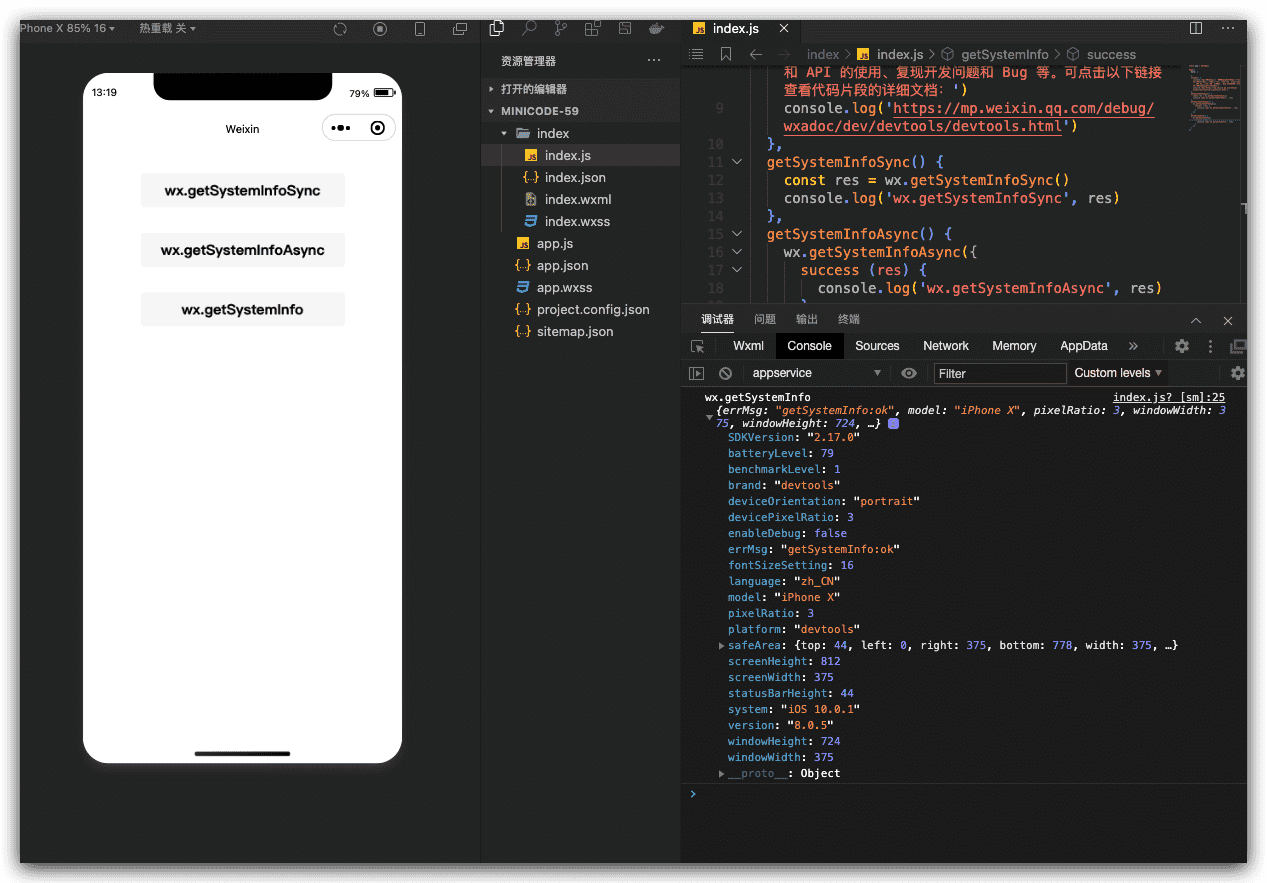 Phone X 85% 16
热重载 关
13:19
79%
Weixin
wx.getSystemInfoSync
wx.getSystemInfoAsync
wx.getSystemInfo
资源管理器
打开的编辑器
MINICODE-59
index
index.js
index.json
index.wxml
index.wxss
app.js
app.json
app.wxss
project.config.json
sitemap.json
index.js
index
index.js
getSystemInfo
success
和 API 的使用、复现开发问题和 Bug 等。可点击以下链接
查看代码片段的详细文档：')
9 console.log('https://mp.weixin.qq.com/debug/
wxadoc/dev/devtools/devtools.html')
10 },
11 getSystemInfoSync() {
12 const res = wx.getSystemInfoSync()
13 console.log('wx.getSystemInfoSync', res)
14 },
15 getSystemInfoAsync() {
16 wx.getSystemInfoAsync({
17 success (res) {
18 console.log('wx.getSystemInfoAsync', res)
调试器 问题 输出 终端
Wxml Console Sources Network Memory AppData
appservice
Filter
Custom levels
wx.getSystemInfo index.js? [sm]:25
{errMsg: "getSystemInfo:ok", model: "iPhone X", pixelRatio: 3, windowWidth: 3
75, windowHeight: 724, …}
SDKVersion: "2.17.0"
batteryLevel: 79
benchmarkLevel: 1
brand: "devtools"
deviceOrientation: "portrait"
devicePixelRatio: 3
enableDebug: false
errMsg: "getSystemInfo:ok"
fontSizeSetting: 16
language: "zh_CN"
model: "iPhone X"
pixelRatio: 3
platform: "devtools"
safeArea: {top: 44, left: 0, right: 375, bottom: 778, width: 375, …}
screenHeight: 812
screenWidth: 375
statusBarHeight: 44
system: "iOS 10.0.1"
version: "8.0.5"
windowHeight: 724
windowWidth: 375
__proto__: Object